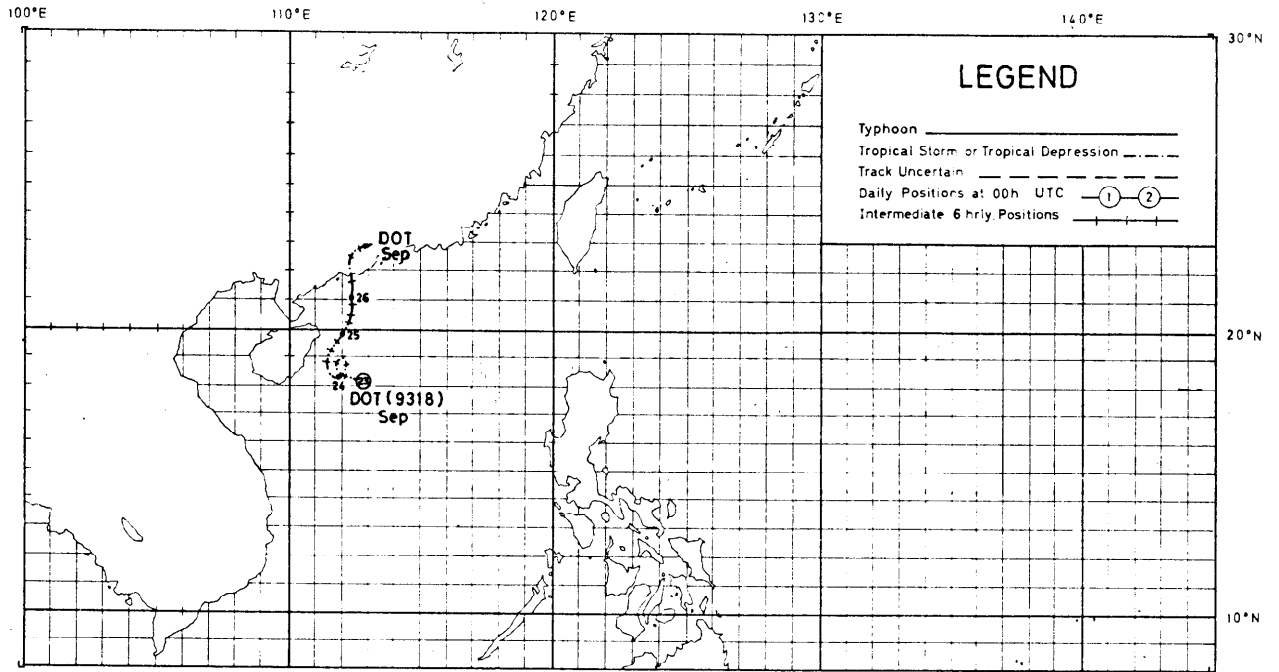 100°E 110°E 120°E 130°E 140°E
30°N
LEGEND
Typhoon
Tropical Storm or Tropical Depression
Track Uncertain
Daily Positions at 00h UTC 1 2
Intermediate 6 hrly. Positions
DOT
Sep
26
20°N
25
24 23
DOT (9318)
Sep
10°N